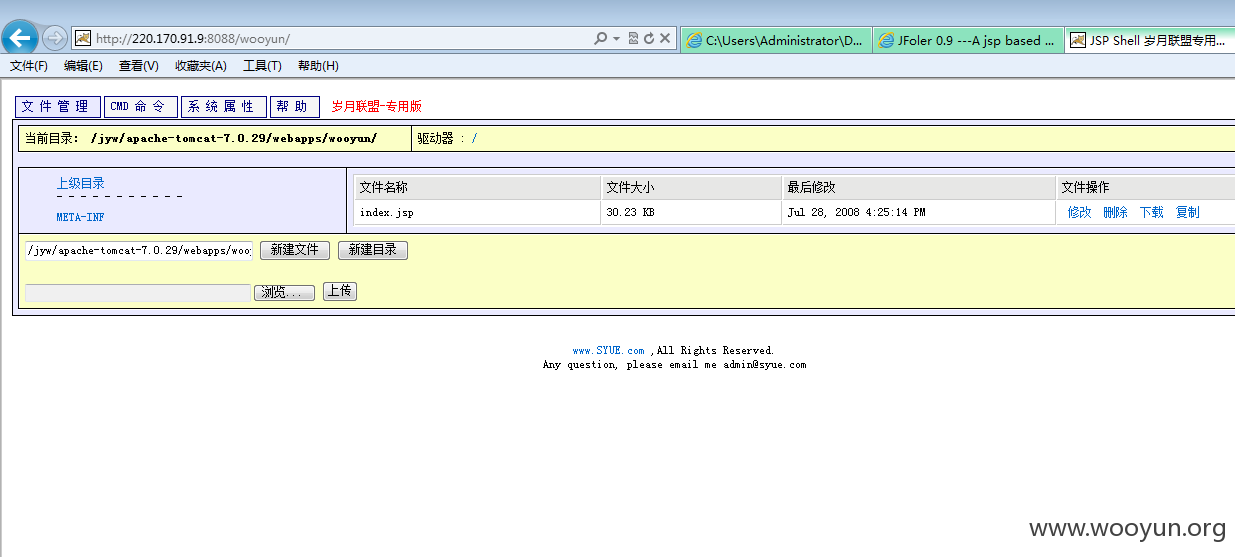 http://220.170.91.9:8088/wooyun/
C:\Users\Administrator\D...
JFoler 0.9 ---A jsp based ...
JSP Shell 岁月联盟专用...
文件(F) 编辑(E) 查看(V) 收藏夹(A) 工具(T) 帮助(H)
文件管理 CMD命令 系统属性 帮助 岁月联盟-专用版
当前目录: /jyw/apache-tomcat-7.0.29/webapps/wooyun/ 驱动器 : /
上级目录
- - - - - - - - - - -
META-INF
文件名称 文件大小 最后修改 文件操作
index.jsp 30.23 KB Jul 28, 2008 4:25:14 PM 修改 删除 下载 复制
/jyw/apache-tomcat-7.0.29/webapps/woo 新建文件 新建目录
浏览... 上传
www.SYUE.com ,All Rights Reserved.
Any question, please email me admin@syue.com
www.wooyun.org